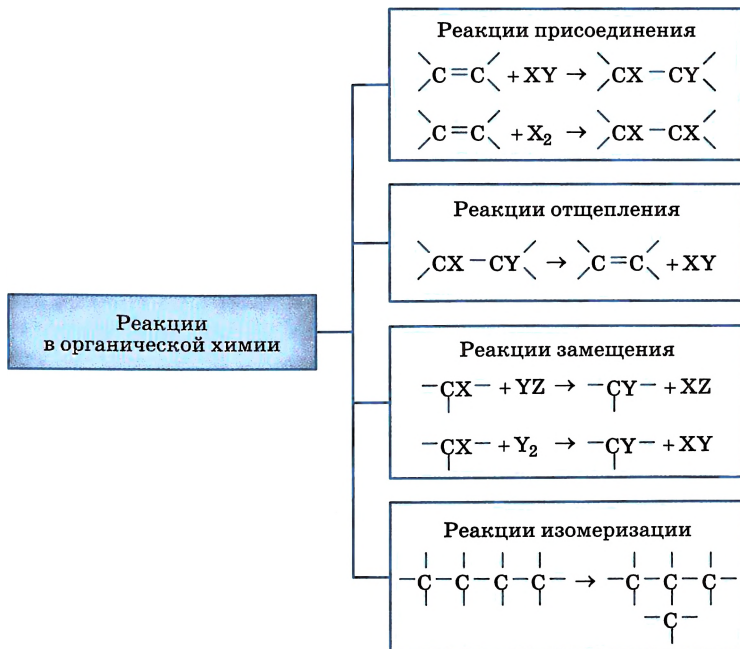 Реакции
в органической химии
Реакции присоединения
C=C + XY → CX — CY
C=C + X₂ → CX — CX
Реакции отщепления
CX — CY → C=C + XY
Реакции замещения
—CX— + YZ → —CY— + XZ
—CX— + Y₂ → —CY— + XY
Реакции изомеризации
—C—C—C—C— → —C—C—C—
—C—